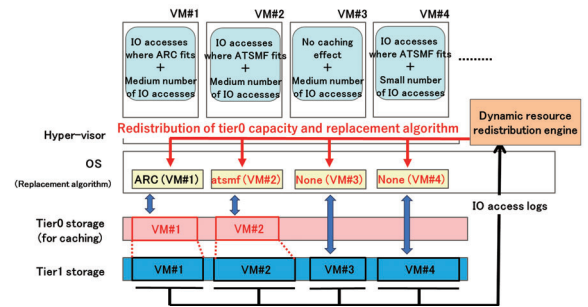 VM#1
VM#2
VM#3
VM#4
IO accesses
where ARC fits
+
Medium number
of IO accesses
IO accesses
where ATSMF fits
+
Medium number
of IO accesses
No caching
effect
+
Medium number
of IO accesses
IO accesses
where ATSMF fits
+
Small number
of IO accesses
.........
Dynamic resource
redistribution engine
Redistribution of tier0 capacity and replacement algorithm
Hyper-visor
OS
(Replacement algorithm)
ARC (VM#1)
atsmf (VM#2)
None (VM#3)
None (VM#4)
IO access logs
Tier0 storage
(for caching)
VM#1
VM#2
Tier1 storage
VM#1
VM#2
VM#3
VM#4